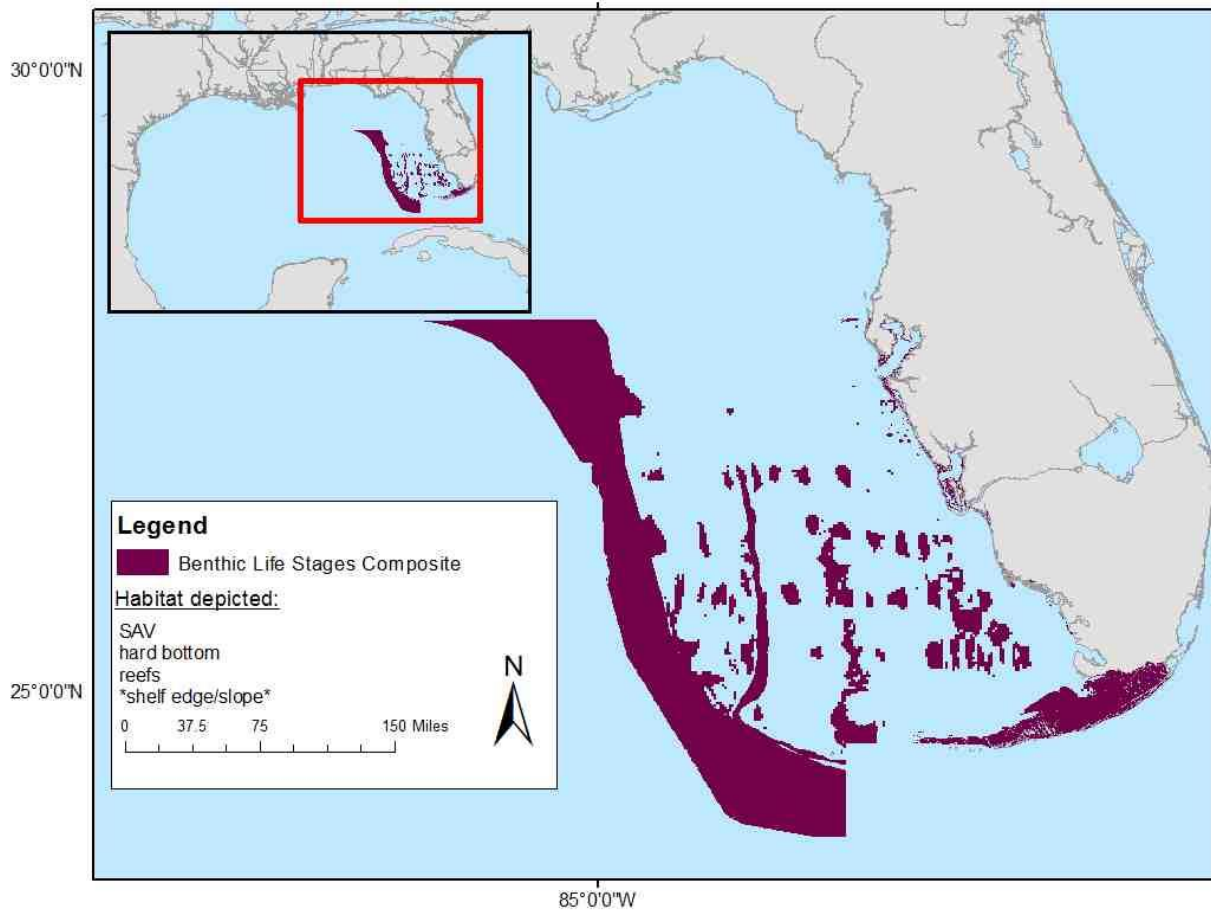 30°0'0"N
Legend
Benthic Life Stages Composite
Habitat depicted:
SAV
hard bottom
reefs
*shelf edge/slope*
N
0 37.5 75 150 Miles
25°0'0"N
85°0'0"W